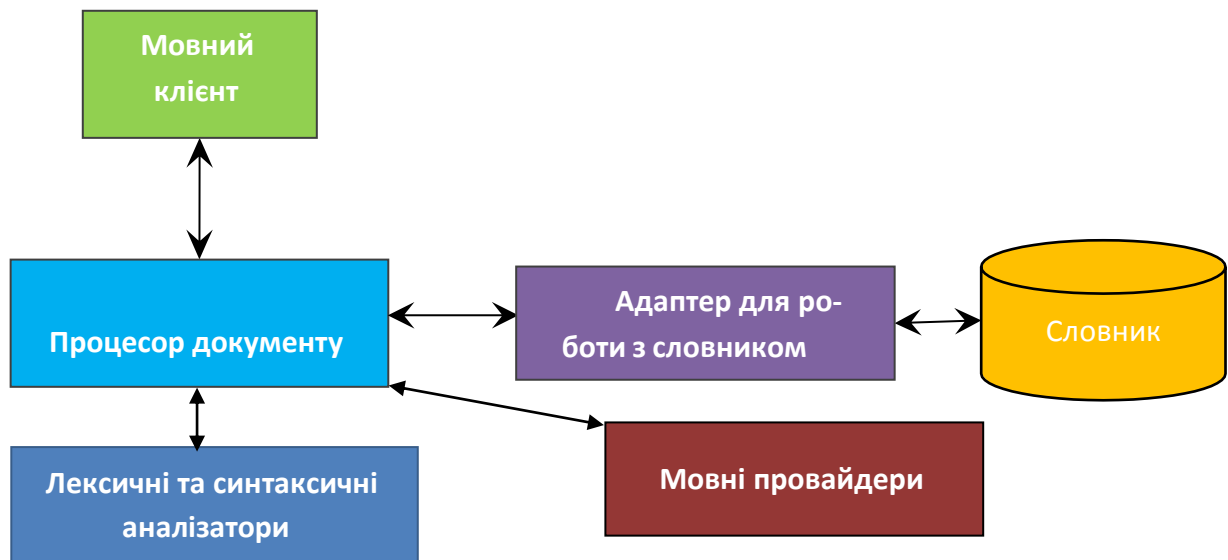 Мовний
клієнт
Процесор документу
Адаптер для ро-
боти з словником
Словник
Лексичні та синтаксичні
аналізатори
Мовні провайдери